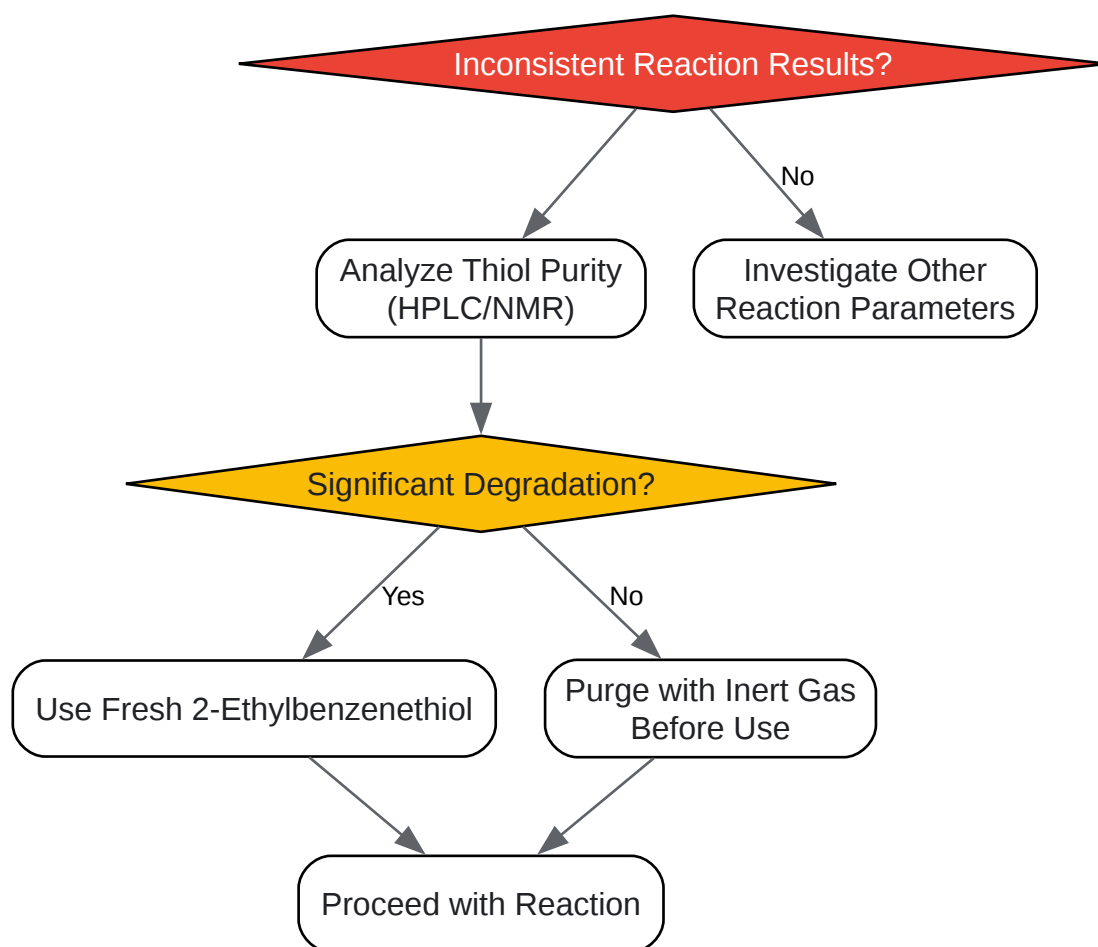 Inconsistent Reaction Results?
No
Analyze Thiol Purity
(HPLC/NMR)
Investigate Other
Reaction Parameters
Significant Degradation?
Yes
No
Use Fresh 2-Ethylbenzenethiol
Purge with Inert Gas
Before Use
Proceed with Reaction